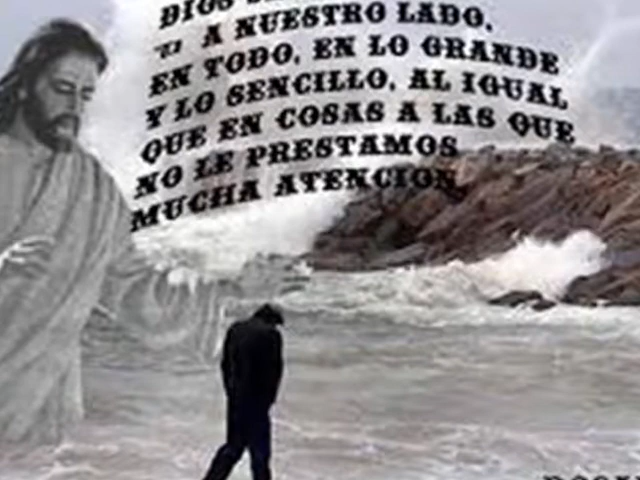 DIOS
A NUESTRO LADO.
EN TODO, EN LO GRANDE
Y LO SENCILLO, AL IGUAL
QUE EN COSAS A LAS QUE
NO LE PRESTAMOS
MUCHA ATENCION.